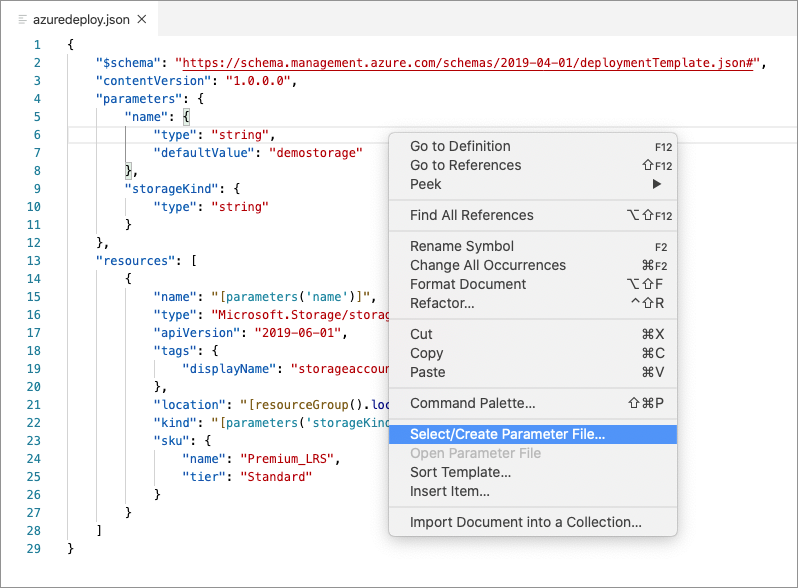 azuredeploy.json
1 {
2 "$schema": "https://schema.management.azure.com/schemas/2019-04-01/deploymentTemplate.json#",
3 "contentVersion": "1.0.0.0",
4 "parameters": {
5 "name": {
6 "type": "string",
7 "defaultValue": "demostorage"
8 },
9 "storageKind": {
10 "type": "string"
11 }
12 },
13 "resources": [
14 {
15 "name": "[parameters('name')]",
16 "type": "Microsoft.Storage/storag
17 "apiVersion": "2019-06-01",
18 "tags": {
19 "displayName": "storageaccoun
20 },
21 "location": "[resourceGroup().loc
22 "kind": "[parameters('storageKind
23 "sku": {
24 "name": "Premium_LRS",
25 "tier": "Standard"
26 }
27 }
28 ]
29 }
Go to Definition F12
Go to References ⇧F12
Peek ▶
Find All References ⌥⇧F12
Rename Symbol F2
Change All Occurrences ⌘F2
Format Document ⌥⇧F
Refactor... ^⇧R
Cut ⌘X
Copy ⌘C
Paste ⌘V
Command Palette... ⇧⌘P
Select/Create Parameter File...
Open Parameter File
Sort Template...
Insert Item...
Import Document into a Collection...